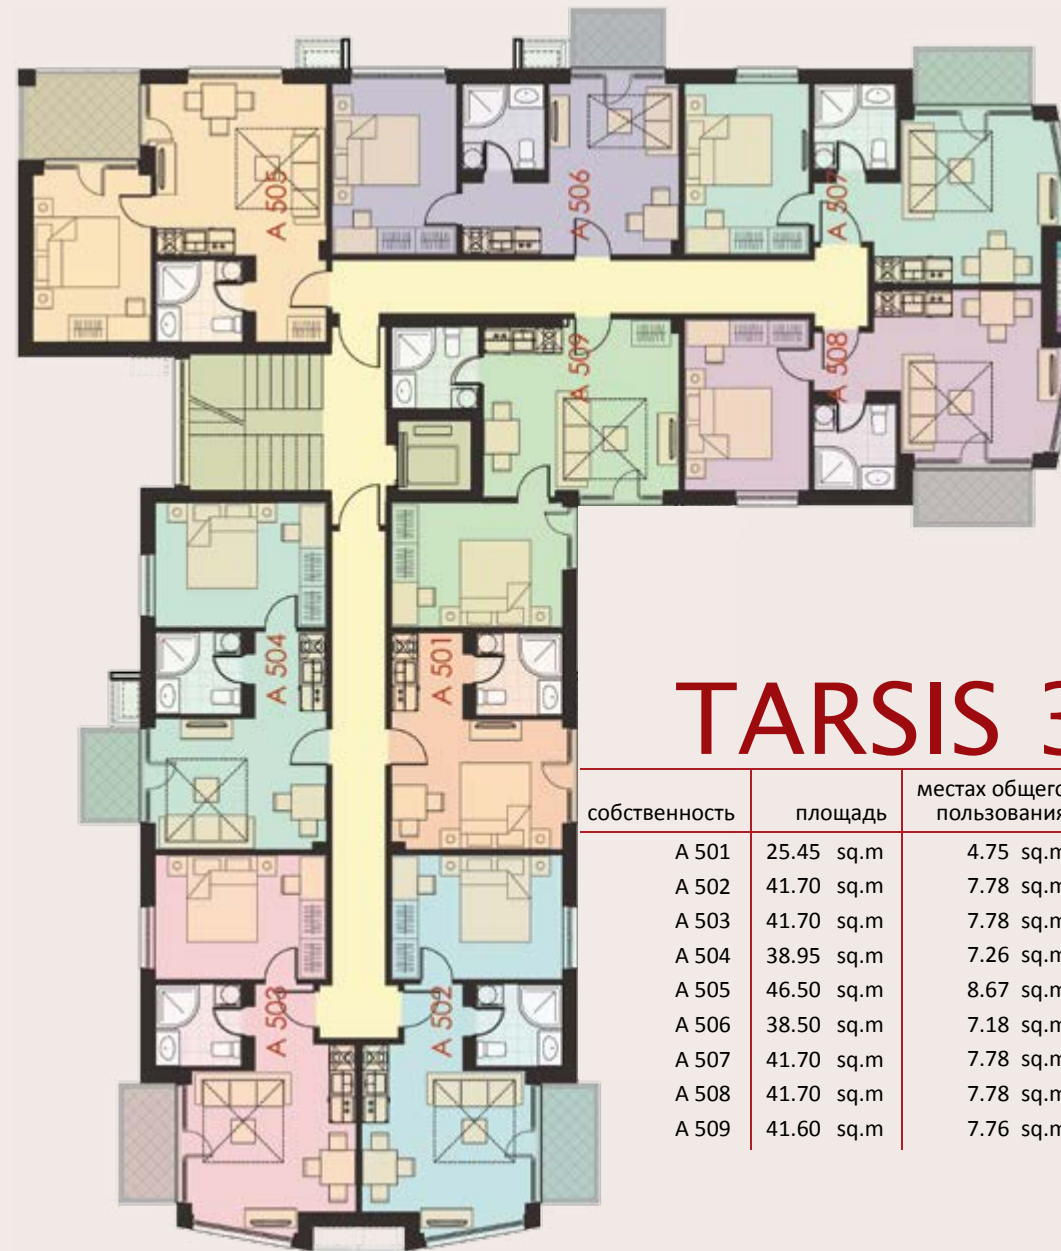 A 505
A 506
A 507
A 508
A 509
A 504
A 501
A 503
A 502
TARSIS 3
собственность площадь местах общего
пользования
A 501 25.45 sq.m 4.75 sq.m
A 502 41.70 sq.m 7.78 sq.m
A 503 41.70 sq.m 7.78 sq.m
A 504 38.95 sq.m 7.26 sq.m
A 505 46.50 sq.m 8.67 sq.m
A 506 38.50 sq.m 7.18 sq.m
A 507 41.70 sq.m 7.78 sq.m
A 508 41.70 sq.m 7.78 sq.m
A 509 41.60 sq.m 7.76 sq.m